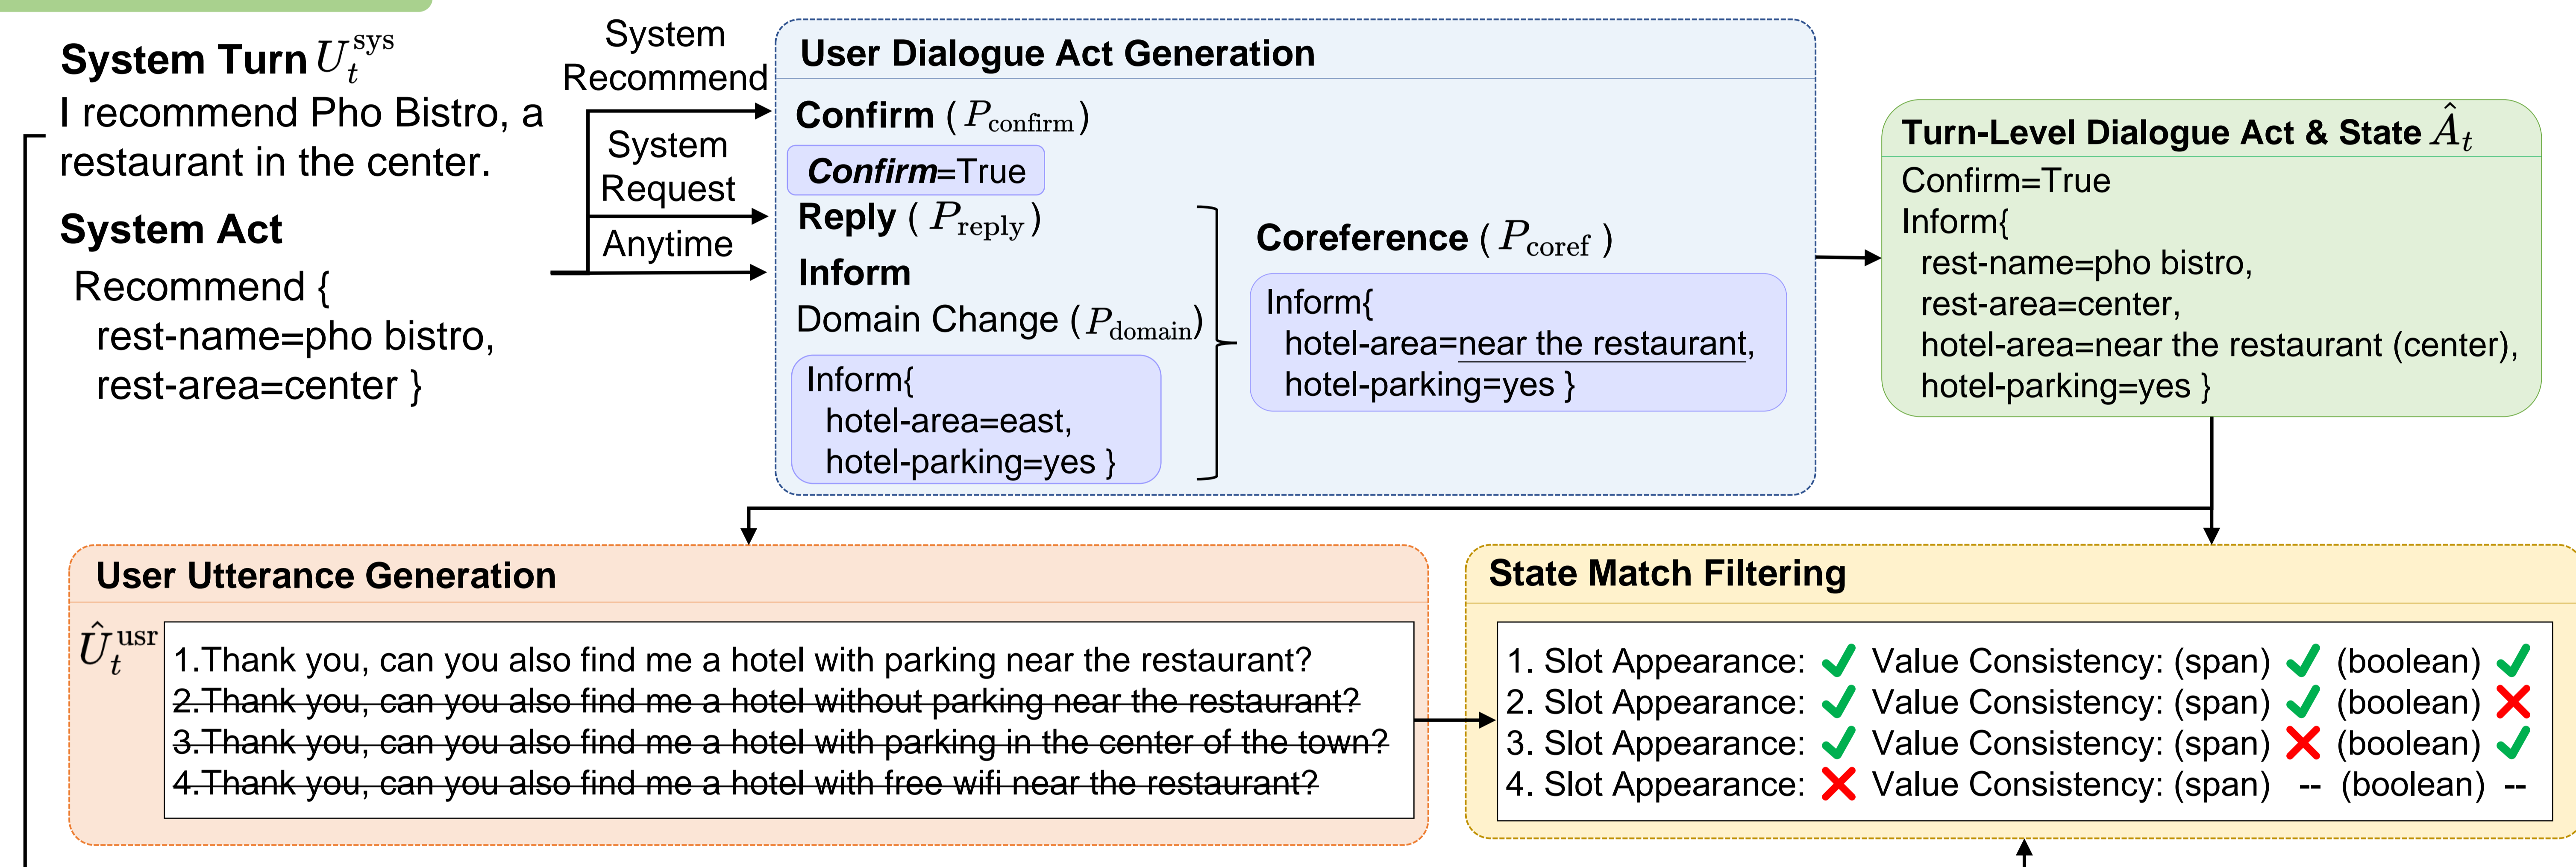 System Turn U_t^sys
I recommend Pho Bistro, a
restaurant in the center.
System Act
Recommend {
rest-name=pho bistro,
rest-area=center }
System
Recommend
System
Request
Anytime
User Dialogue Act Generation
Confirm ( P_confirm)
Confirm=True
Reply ( P_reply)
Inform
Domain Change (P_domain)
Inform{
hotel-area=east,
hotel-parking=yes }
Coreference ( P_coref )
Inform{
hotel-area=near the restaurant,
hotel-parking=yes }
Turn-Level Dialogue Act & State Â_t
Confirm=True
Inform{
rest-name=pho bistro,
rest-area=center,
hotel-area=near the restaurant (center),
hotel-parking=yes }
User Utterance Generation
Û_t^usr
1.Thank you, can you also find me a hotel with parking near the restaurant?
2.Thank you, can you also find me a hotel without parking near the restaurant?
3.Thank you, can you also find me a hotel with parking in the center of the town?
4.Thank you, can you also find me a hotel with free wifi near the restaurant?
State Match Filtering
1. Slot Appearance: ✔ Value Consistency: (span) ✔ (boolean) ✔
2. Slot Appearance: ✔ Value Consistency: (span) ✔ (boolean) ❌
3. Slot Appearance: ✔ Value Consistency: (span) ❌ (boolean) ✔
4. Slot Appearance: ❌ Value Consistency: (span) -- (boolean) --